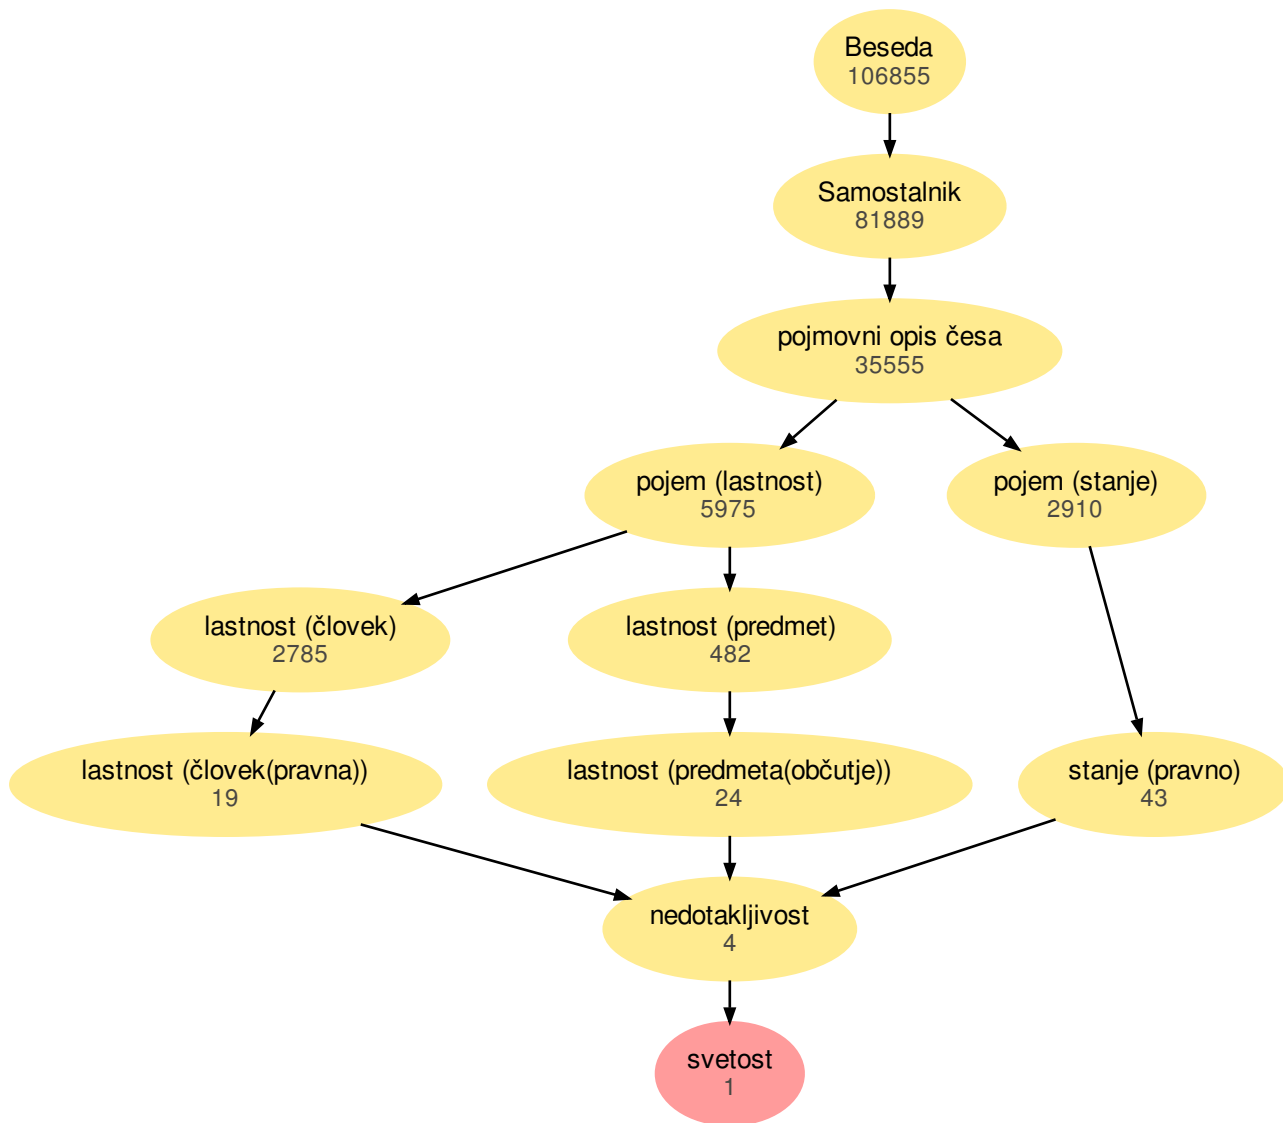 Beseda
106855
Samostalnik
81889
pojmovni opis česa
35555
pojem (lastnost)
5975
pojem (stanje)
2910
lastnost (človek)
2785
lastnost (predmet)
482
lastnost (človek(pravna))
19
lastnost (predmeta(občutje))
24
stanje (pravno)
43
nedotakljivost
4
svetost
1